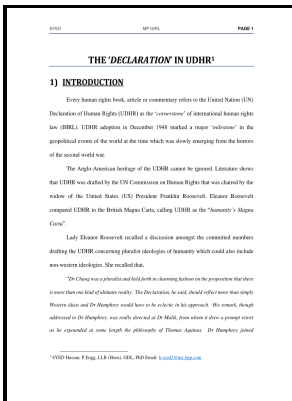 SYED MP IHRL PAGE 1
THE 'DECLARATION' IN UDHR1
1) INTRODUCTION
Every human rights book, article or commentary refers to the United Nation (UN)
Declaration of Human Rights (UDHR) as the 'cornerstone' of international human rights
law (IHRL). UDHR adoption in December 1948 marked a major 'milestone' in the
geopolitical events of the world at the time which was slowly emerging from the horrors
of the second world war.
The Anglo-American heritage of the UDHR cannot be ignored. Literature shows
that UDHR was drafted by the UN Commission on Human Rights that was chaired by the
widow of the United States (US) President Franklin Roosevelt. Eleanor Roosevelt
compared UDHR to the British Magna Carta, calling UDHR as the "humanity's Magna
Carta".
Lady Eleanor Roosevelt recalled a discussion amongst the committed members
drafting the UDHR concerning pluralist ideologies of humanity which could also include
non-western ideologies. She recalled that,
"Dr Chang was a pluralist and held forth in charming fashion on the proposition that there
is more than one kind of ultimate reality. The Declaration, he said, should reflect more than simply
Western ideas and Dr Humphrey would have to be eclectic in his approach. His remark, though
addressed to Dr Humphrey, was really directed at Dr Malik, from whom it drew a prompt retort
as he expounded at some length the philosophy of Thomas Aquinas. Dr Humphrey joined
1 SYED Hassan, P.Engg, LLB (Hons), GDL, PhD Email: